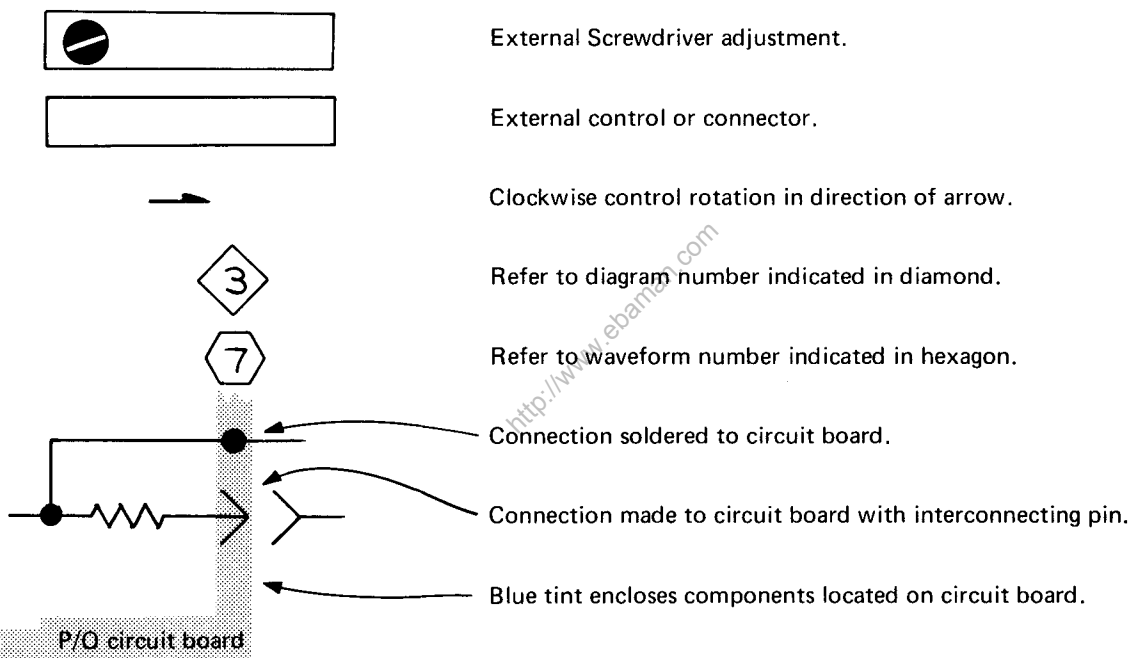 External Screwdriver adjustment.
External control or connector.
Clockwise control rotation in direction of arrow.
3
Refer to diagram number indicated in diamond.
7
Refer to waveform number indicated in hexagon.
Connection soldered to circuit board.
Connection made to circuit board with interconnecting pin.
Blue tint encloses components located on circuit board.
P/O circuit board
http://www.ebaman.com